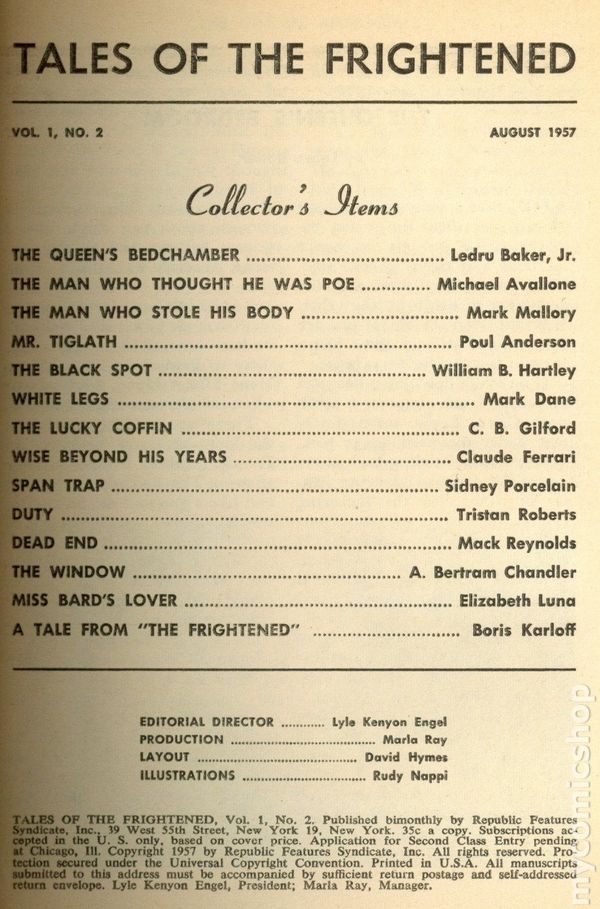 TALES OF THE FRIGHTENED
VOL. 1, NO. 2 AUGUST 1957
Collector's Items
THE QUEEN'S BEDCHAMBER ........................................ Ledru Baker, Jr.
THE MAN WHO THOUGHT HE WAS POE ............. Michael Avallone
THE MAN WHO STOLE HIS BODY ................................ Mark Mallory
MR. TIGLATH .................................................................. Poul Anderson
THE BLACK SPOT ...................................................... William B. Hartley
WHITE LEGS ........................................................................ Mark Dane
THE LUCKY COFFIN ........................................................ C. B. Gilford
WISE BEYOND HIS YEARS ............................................. Claude Ferrari
SPAN TRAP .................................................................. Sidney Porcelain
DUTY .............................................................................. Tristan Roberts
DEAD END ...................................................................... Mack Reynolds
THE WINDOW ...................................................... A. Bertram Chandler
MISS BARD'S LOVER ....................................................... Elizabeth Luna
A TALE FROM "THE FRIGHTENED" .............................. Boris Karloff
EDITORIAL DIRECTOR ........... Lyle Kenyon Engel
PRODUCTION ..................................... Marla Ray
LAYOUT ......................................... David Hymes
ILLUSTRATIONS ................................ Rudy Nappi
TALES OF THE FRIGHTENED, Vol. 1, No. 2. Published bimonthly by Republic Features
Syndicate, Inc., 39 West 55th Street, New York 19, New York. 35c a copy. Subscriptions ac-
cepted in the U. S. only, based on cover price. Application for Second Class Entry pending
at Chicago, Ill. Copyright 1957 by Republic Features Syndicate, Inc. All rights reserved. Pro-
tection secured under the Universal Copyright Convention. Printed in U.S.A. All manuscripts
submitted to this address must be accompanied by sufficient return postage and self-addressed
return envelope. Lyle Kenyon Engel, President; Marla Ray, Manager.
mycomicshop